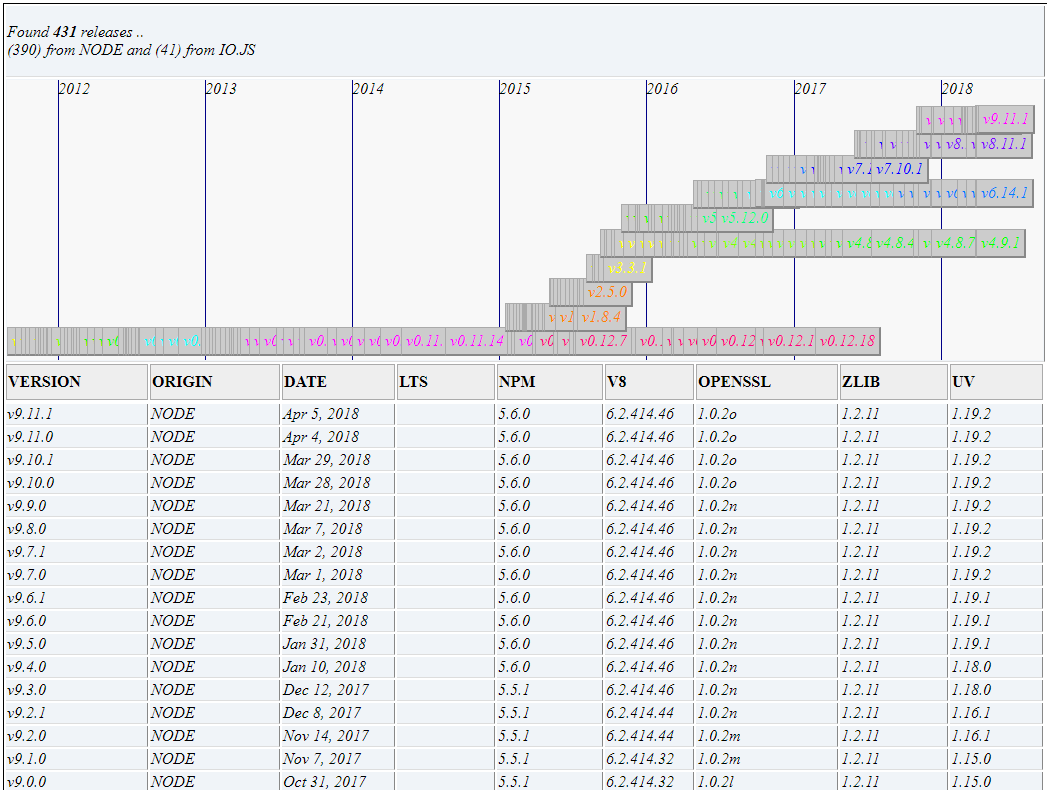 Found 431 releases ..
(390) from NODE and (41) from IO.JS
2012 2013 2014 2015 2016 2017 2018
v9.11.1
v8. v8.11.1
v7.1 v7.10.1
v6.14.1
v5 v5.12.0
v4.8 v4.8.4 v4.8.7 v4.9.1
v3.3.1
v2.5.0
v1 v1.8.4
v0.11. v0.11.14 v0.12.7 v0.12 v0.12.1 v0.12.18
VERSION ORIGIN DATE LTS NPM V8 OPENSSL ZLIB UV
v9.11.1 NODE Apr 5, 2018 5.6.0 6.2.414.46 1.0.2o 1.2.11 1.19.2
v9.11.0 NODE Apr 4, 2018 5.6.0 6.2.414.46 1.0.2o 1.2.11 1.19.2
v9.10.1 NODE Mar 29, 2018 5.6.0 6.2.414.46 1.0.2o 1.2.11 1.19.2
v9.10.0 NODE Mar 28, 2018 5.6.0 6.2.414.46 1.0.2o 1.2.11 1.19.2
v9.9.0 NODE Mar 21, 2018 5.6.0 6.2.414.46 1.0.2n 1.2.11 1.19.2
v9.8.0 NODE Mar 7, 2018 5.6.0 6.2.414.46 1.0.2n 1.2.11 1.19.2
v9.7.1 NODE Mar 2, 2018 5.6.0 6.2.414.46 1.0.2n 1.2.11 1.19.2
v9.7.0 NODE Mar 1, 2018 5.6.0 6.2.414.46 1.0.2n 1.2.11 1.19.2
v9.6.1 NODE Feb 23, 2018 5.6.0 6.2.414.46 1.0.2n 1.2.11 1.19.1
v9.6.0 NODE Feb 21, 2018 5.6.0 6.2.414.46 1.0.2n 1.2.11 1.19.1
v9.5.0 NODE Jan 31, 2018 5.6.0 6.2.414.46 1.0.2n 1.2.11 1.19.1
v9.4.0 NODE Jan 10, 2018 5.6.0 6.2.414.46 1.0.2n 1.2.11 1.18.0
v9.3.0 NODE Dec 12, 2017 5.5.1 6.2.414.46 1.0.2n 1.2.11 1.18.0
v9.2.1 NODE Dec 8, 2017 5.5.1 6.2.414.44 1.0.2n 1.2.11 1.16.1
v9.2.0 NODE Nov 14, 2017 5.5.1 6.2.414.44 1.0.2m 1.2.11 1.16.1
v9.1.0 NODE Nov 7, 2017 5.5.1 6.2.414.32 1.0.2m 1.2.11 1.15.0
v9.0.0 NODE Oct 31, 2017 5.5.1 6.2.414.32 1.0.2l 1.2.11 1.15.0